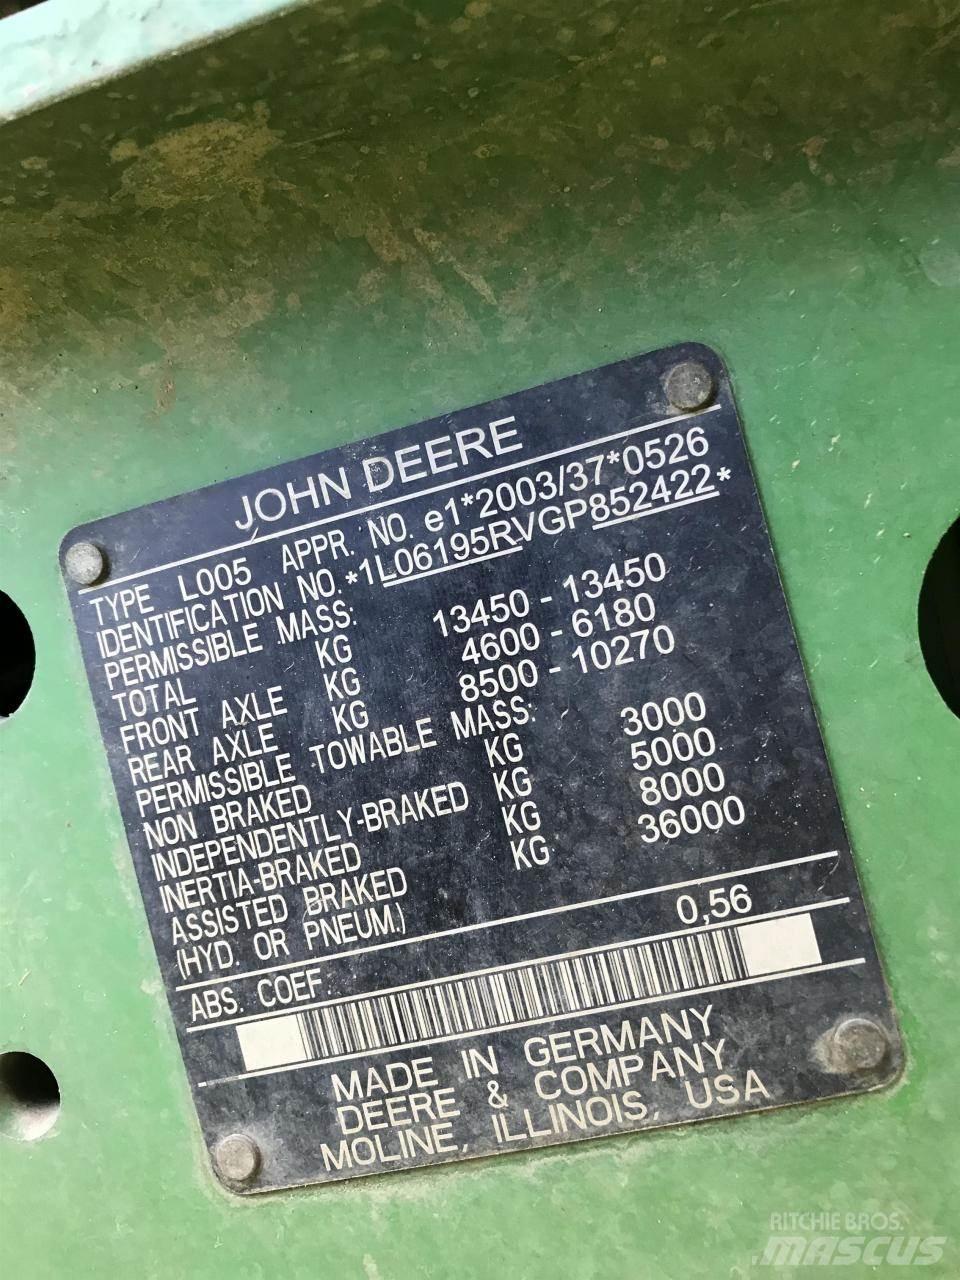 JOHN DEERE
TYPE L005 APPR. NO. e1*2003/37*0526
IDENTIFICATION NO.*1L06195RVGP852422*
PERMISSIBLE MASS:
TOTAL KG 13450 - 13450
FRONT AXLE KG 4600 - 6180
REAR AXLE KG 8500 - 10270
PERMISSIBLE TOWABLE MASS:
NON BRAKED KG 3000
INDEPENDENTLY-BRAKED KG 5000
INERTIA-BRAKED KG 8000
ASSISTED BRAKED KG 36000
(HYD. OR PNEUM.)
ABS. COEF. 0,56
MADE IN GERMANY
DEERE & COMPANY
MOLINE, ILLINOIS, USA
RITCHIE BROS.
MASCUS